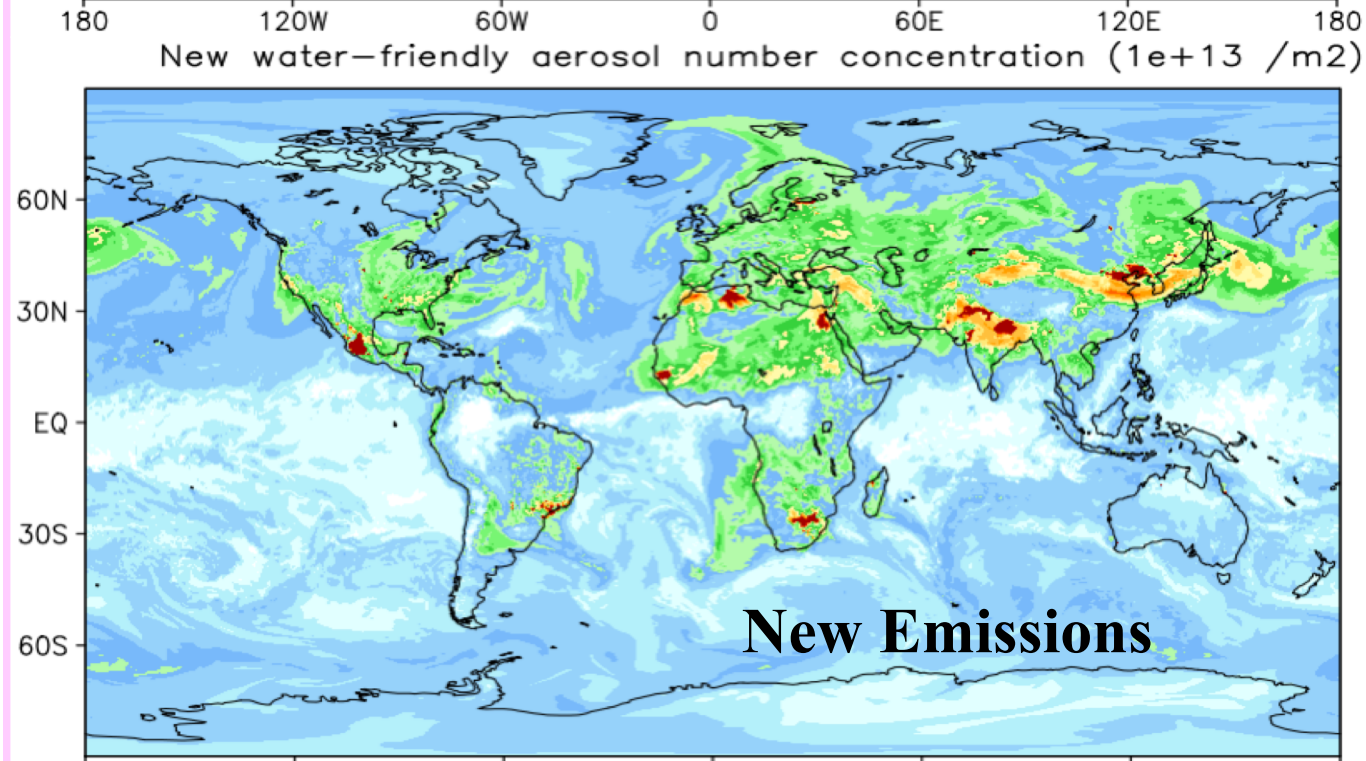 180 120W 60W 0 60E 120E 180
New water-friendly aerosol number concentration (1e+13 /m2)
60N
30N
EQ
30S
New Emissions
60S